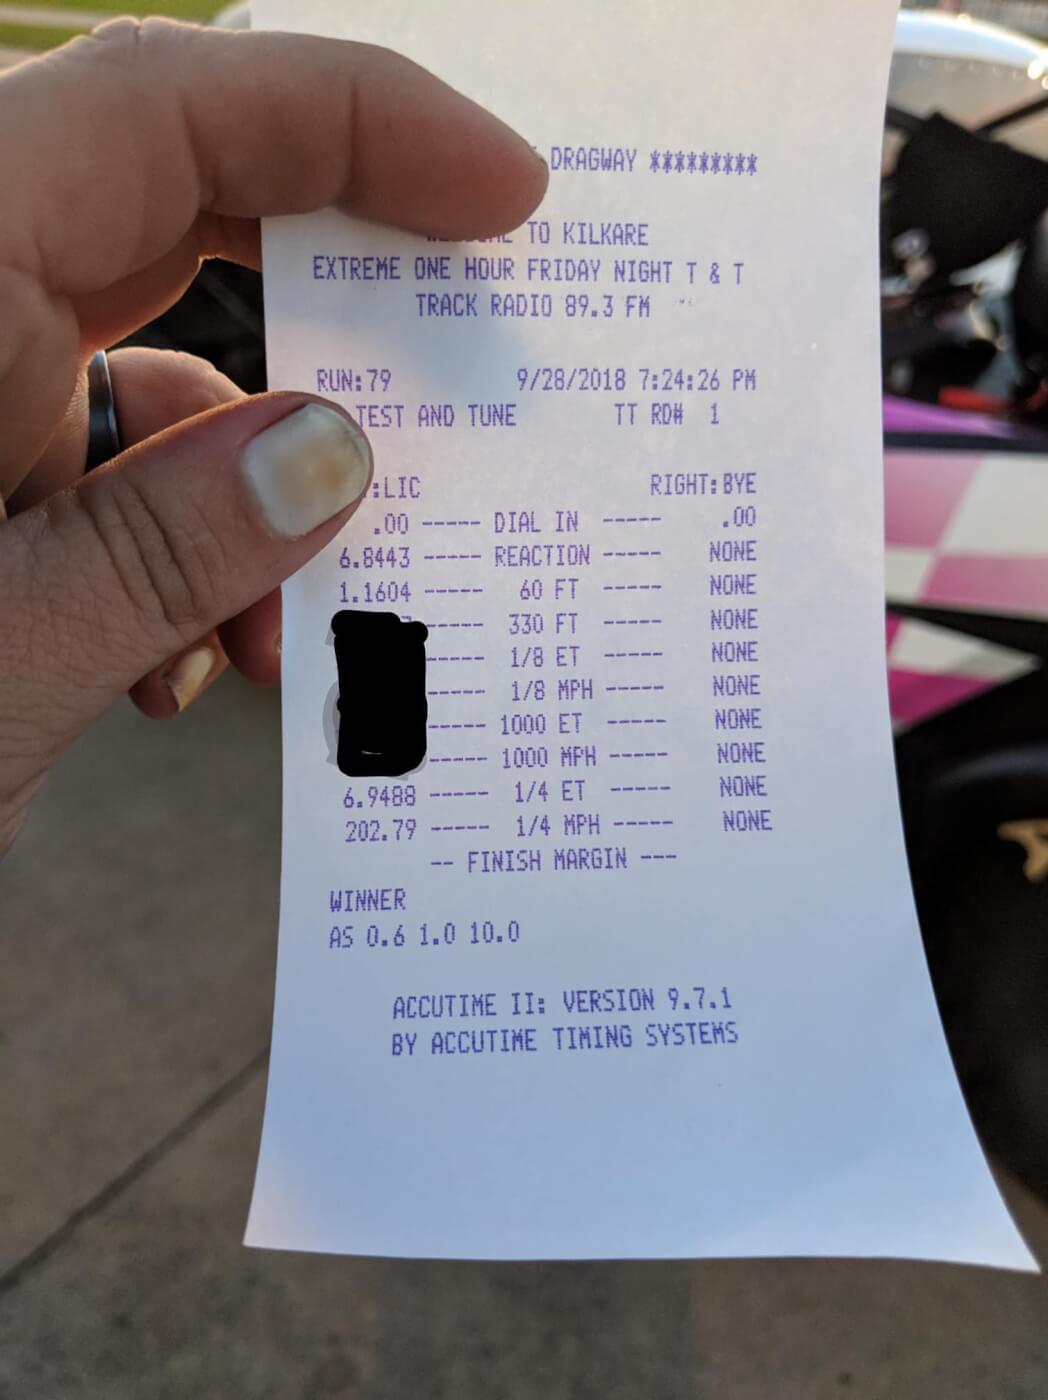 DRAGWAY *********
TO KILKARE
EXTREME ONE HOUR FRIDAY NIGHT T & T
TRACK RADIO 89.3 FM
RUN:79 9/28/2018 7:24:26 PM
TEST AND TUNE TT RD# 1
:LIC RIGHT:BYE
.00 ----- DIAL IN ----- .00
6.8443 ----- REACTION ----- NONE
1.1604 ----- 60 FT ----- NONE
----- 330 FT ----- NONE
----- 1/8 ET ----- NONE
----- 1/8 MPH ----- NONE
----- 1000 ET ----- NONE
----- 1000 MPH ----- NONE
6.9488 ----- 1/4 ET ----- NONE
202.79 ----- 1/4 MPH ----- NONE
-- FINISH MARGIN ---
WINNER
AS 0.6 1.0 10.0
ACCUTIME II: VERSION 9.7.1
BY ACCUTIME TIMING SYSTEMS